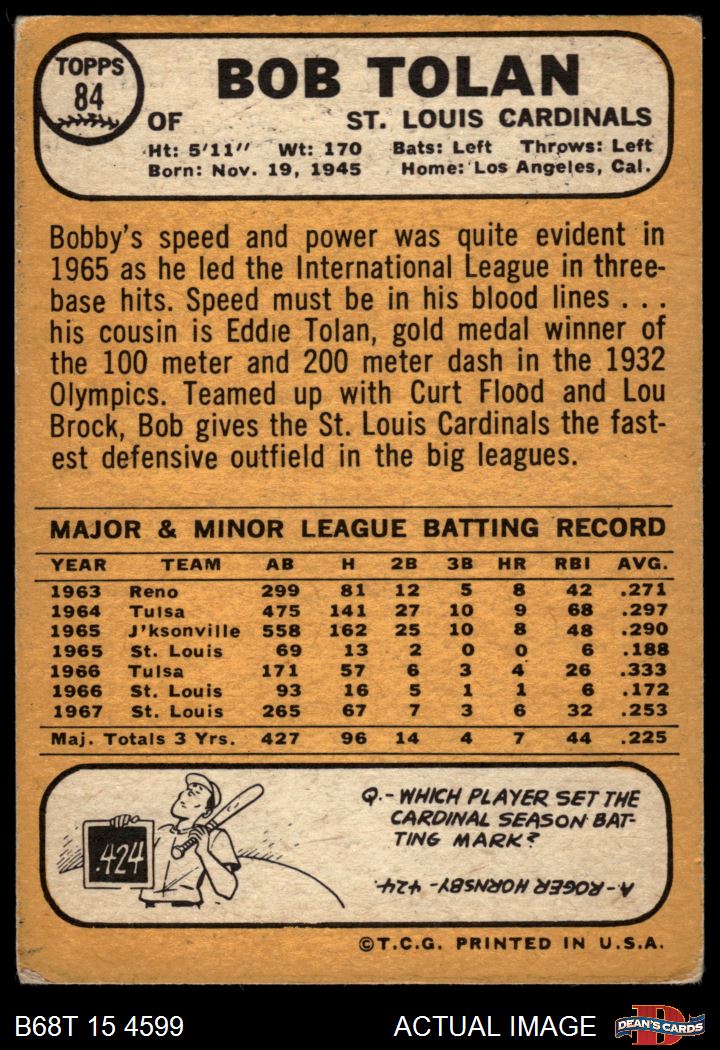 TOPPS
84
BOB TOLAN
OF ST. LOUIS CARDINALS
Ht: 5'11" Wt: 170 Bats: Left Throws: Left
Born: Nov. 19, 1945 Home: Los Angeles, Cal.
Bobby's speed and power was quite evident in
1965 as he led the International League in three-
base hits. Speed must be in his blood lines . . .
his cousin is Eddie Tolan, gold medal winner of
the 100 meter and 200 meter dash in the 1932
Olympics. Teamed up with Curt Flood and Lou
Brock, Bob gives the St. Louis Cardinals the fast-
est defensive outfield in the big leagues.
MAJOR & MINOR LEAGUE BATTING RECORD
YEAR TEAM AB H 2B 3B HR RBI AVG.
1963 Reno 299 81 12 5 8 42 .271
1964 Tulsa 475 141 27 10 9 68 .297
1965 J'ksonville 558 162 25 10 8 48 .290
1965 St. Louis 69 13 2 0 0 6 .188
1966 Tulsa 171 57 6 3 4 26 .333
1966 St. Louis 93 16 5 1 1 6 .172
1967 St. Louis 265 67 7 3 6 32 .253
Maj. Totals 3 Yrs. 427 96 14 4 7 44 .225
.424
Q.- WHICH PLAYER SET THE
CARDINAL SEASON BAT-
TING MARK?
A.- ROGER HORNSBY - .424
©T.C.G. PRINTED IN U.S.A.
B68T 15 4599 ACTUAL IMAGE
D
DEAN'S CARDS